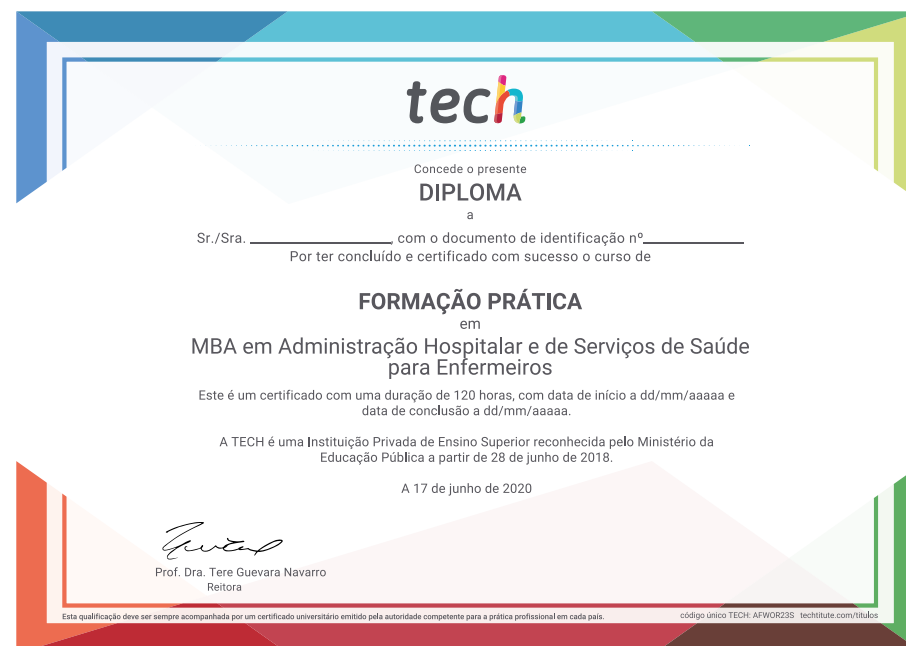 tech
Concede o presente
DIPLOMA
a
Sr./Sra. ____________________, com o documento de identificação nº______________
Por ter concluído e certificado com sucesso o curso de
FORMAÇÃO PRÁTICA
em
MBA em Administração Hospitalar e de Serviços de Saúde
para Enfermeiros
Este é um certificado com uma duração de 120 horas, com data de início a dd/mm/aaaaa e
data de conclusão a dd/mm/aaaaa.
A TECH é uma Instituição Privada de Ensino Superior reconhecida pelo Ministério da
Educação Pública a partir de 28 de junho de 2018.
A 17 de junho de 2020
Prof. Dra. Tere Guevara Navarro
Reitora
Esta qualificação deve ser sempre acompanhada por um certificado universitário emitido pela autoridade competente para a prática profissional em cada país.
código único TECH: AFWOR23S techtitute.com/titulos